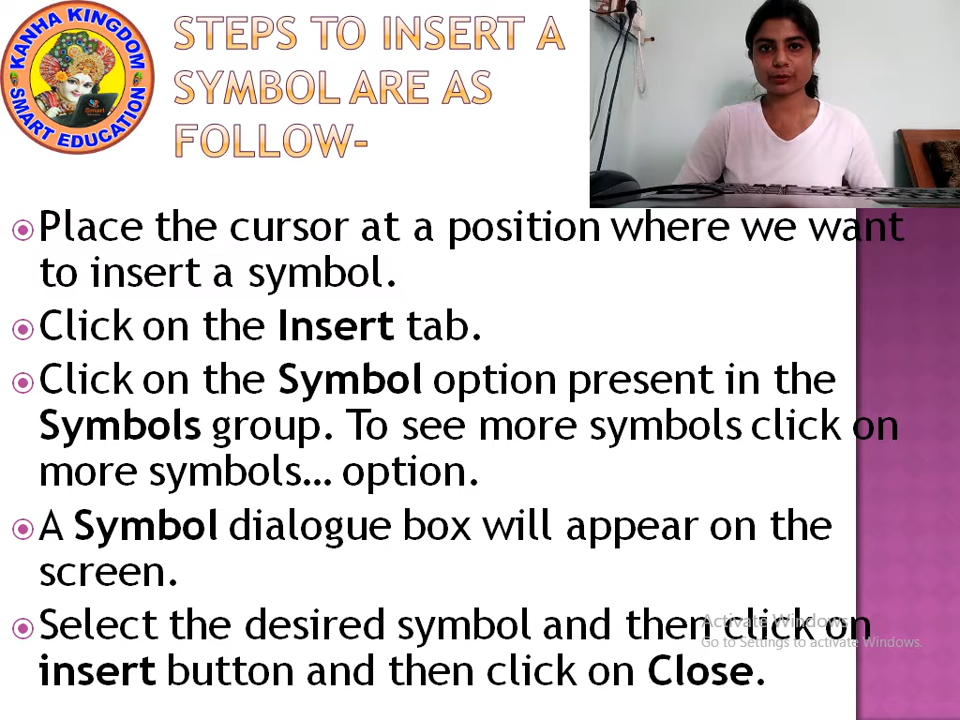 KANHA KINGDOM
SMART EDUCATION
STEPS TO INSERT A
SYMBOL ARE AS
FOLLOW-
Place the cursor at a position where we want
to insert a symbol.
Click on the Insert tab.
Click on the Symbol option present in the
Symbols group. To see more symbols click on
more symbols... option.
A Symbol dialogue box will appear on the
screen.
Select the desired symbol and then click on
insert button and then click on Close.
Activate Windows
Go to Settings to activate Windows.